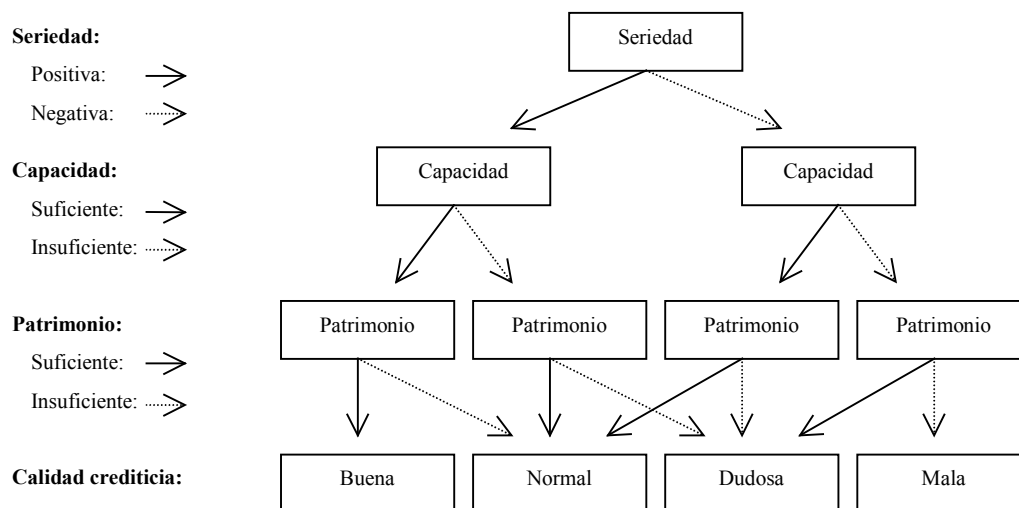 Seriedad:
Seriedad
Positiva:
Negativa:
Capacidad:
Capacidad
Capacidad
Suficiente:
Insuficiente:
Patrimonio:
Patrimonio
Patrimonio
Patrimonio
Patrimonio
Suficiente:
Insuficiente:
Calidad crediticia:
Buena
Normal
Dudosa
Mala